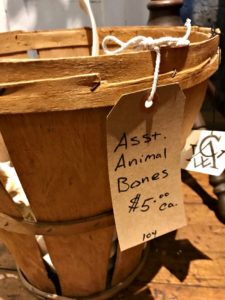 Asst.
Animal
Bones
$5.00
ea.
104